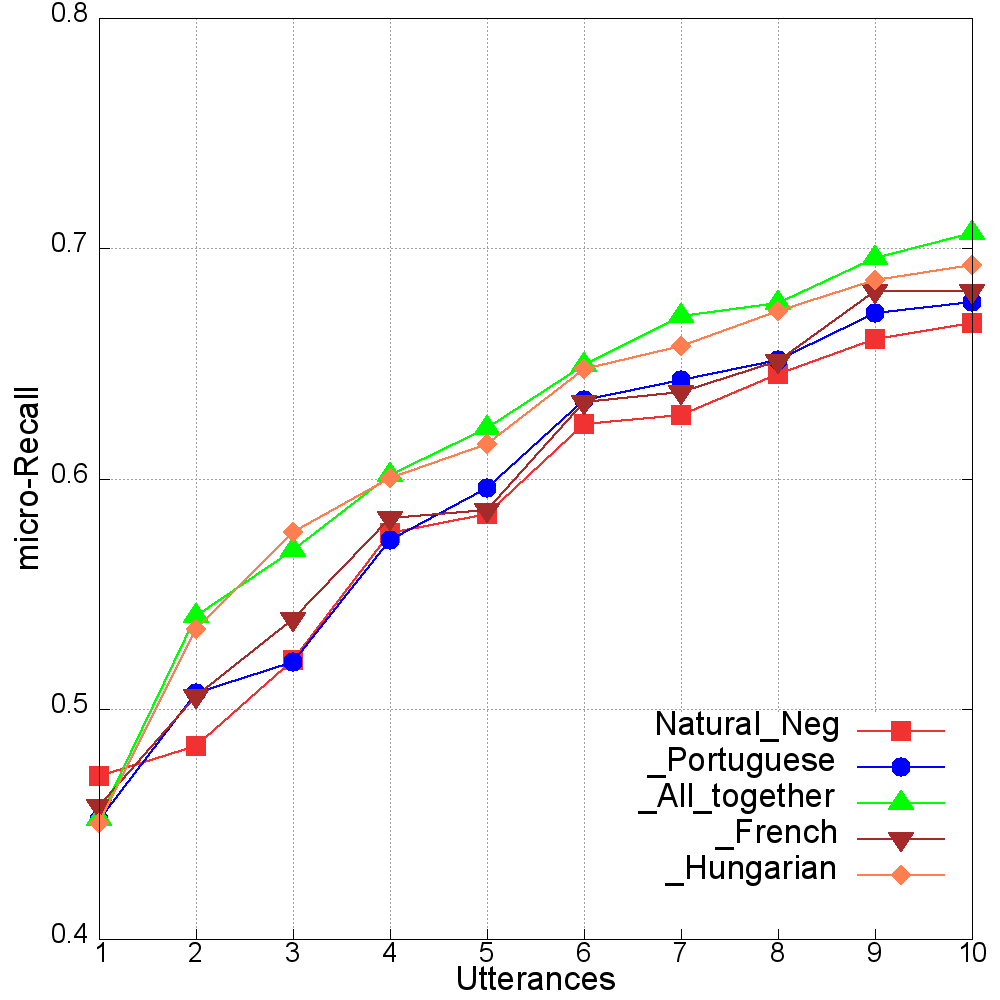 0.8
0.7
0.6
0.5
0.4
micro-Recall
Natural_Neg
_Portuguese
_All_together
_French
_Hungarian
1 2 3 4 5 6 7 8 9 10
Utterances